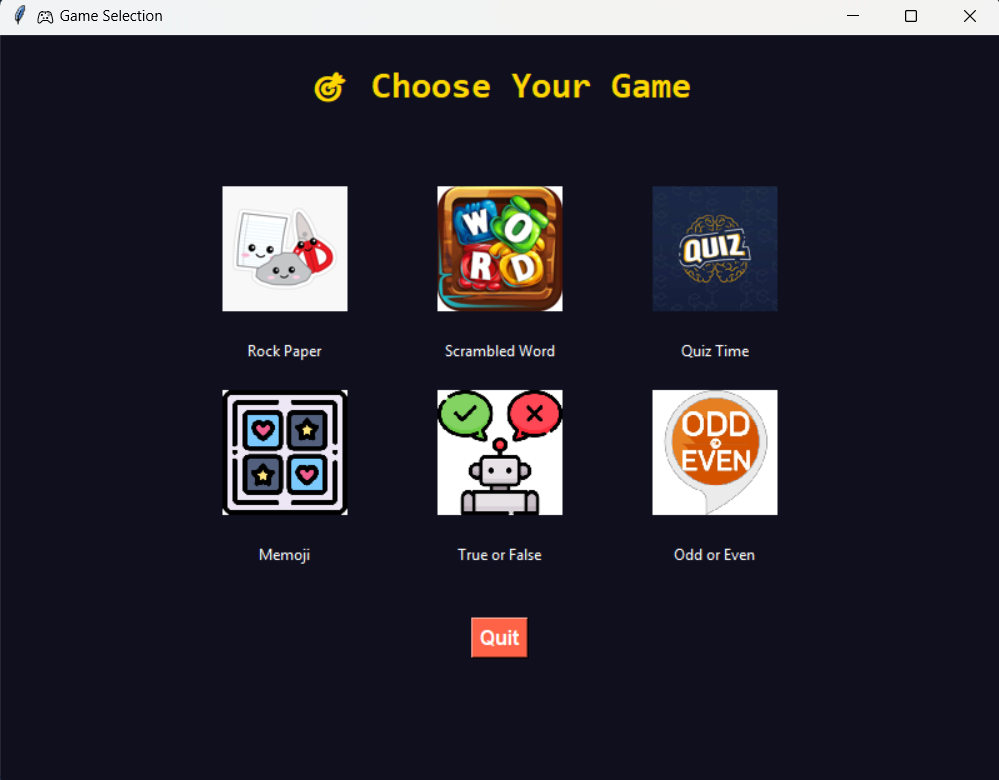 Game Selection
Choose Your Game
WORD
QUIZ
Rock Paper
Scrambled Word
Quiz Time
ODD
EVEN
Memoji
True or False
Odd or Even
Quit